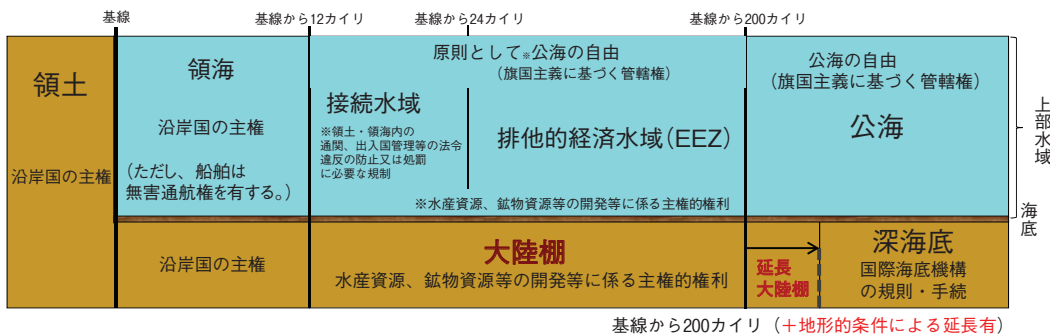 基線
基線から12カイリ
基線から24カイリ
基線から200カイリ
領土
沿岸国の主権
領海
沿岸国の主権
(ただし、船舶は
無害通航権を有する。)
原則として※公海の自由
(旗国主義に基づく管轄権)
接続水域
※領土・領海内の
通関、出入国管理等の法令
違反の防止又は処罰
に必要な規制
排他的経済水域(EEZ)
※水産資源、鉱物資源等の開発等に係る主権的権利
公海の自由
(旗国主義に基づく管轄権)
公海
上部水域
海底
沿岸国の主権
大陸棚
水産資源、鉱物資源等の開発等に係る主権的権利
延長
大陸棚
深海底
国際海底機構
の規則・手続
基線から200カイリ(+地形的条件による延長有)